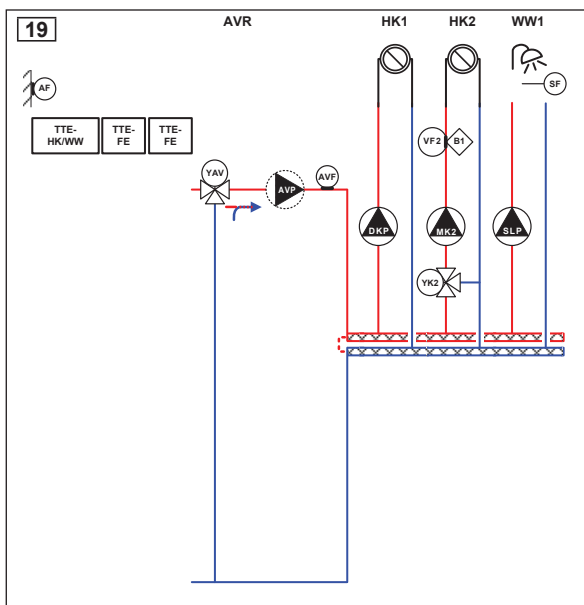 19
AVR
HK1
HK2
WW1
AF
SF
TTE-
HK/WW
TTE-
FE
TTE-
FE
VF2
B1
YAV
AVP
AVF
DKP
MK2
SLP
YK2